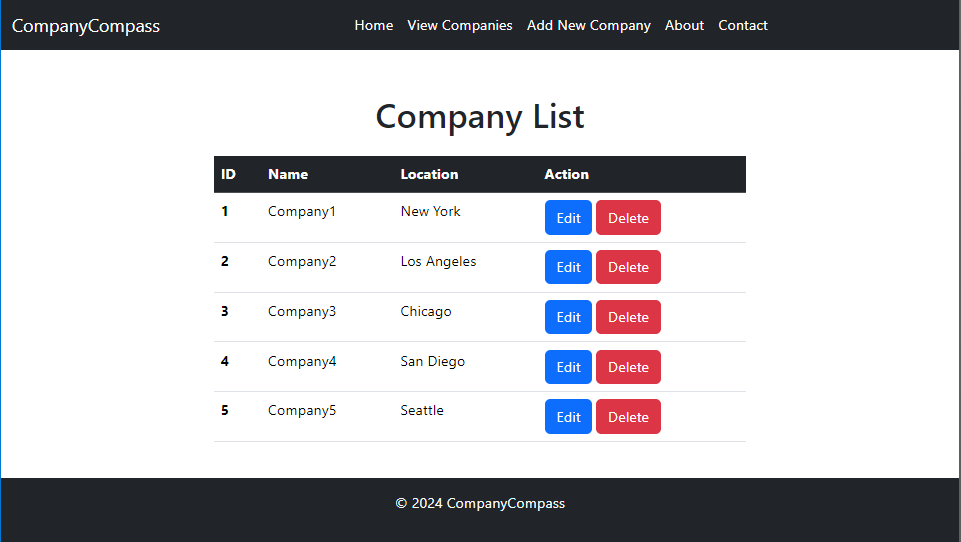 CompanyCompass Home View Companies Add New Company About Contact
Company List
ID Name Location Action
1 Company1 New York Edit Delete
2 Company2 Los Angeles Edit Delete
3 Company3 Chicago Edit Delete
4 Company4 San Diego Edit Delete
5 Company5 Seattle Edit Delete
© 2024 CompanyCompass